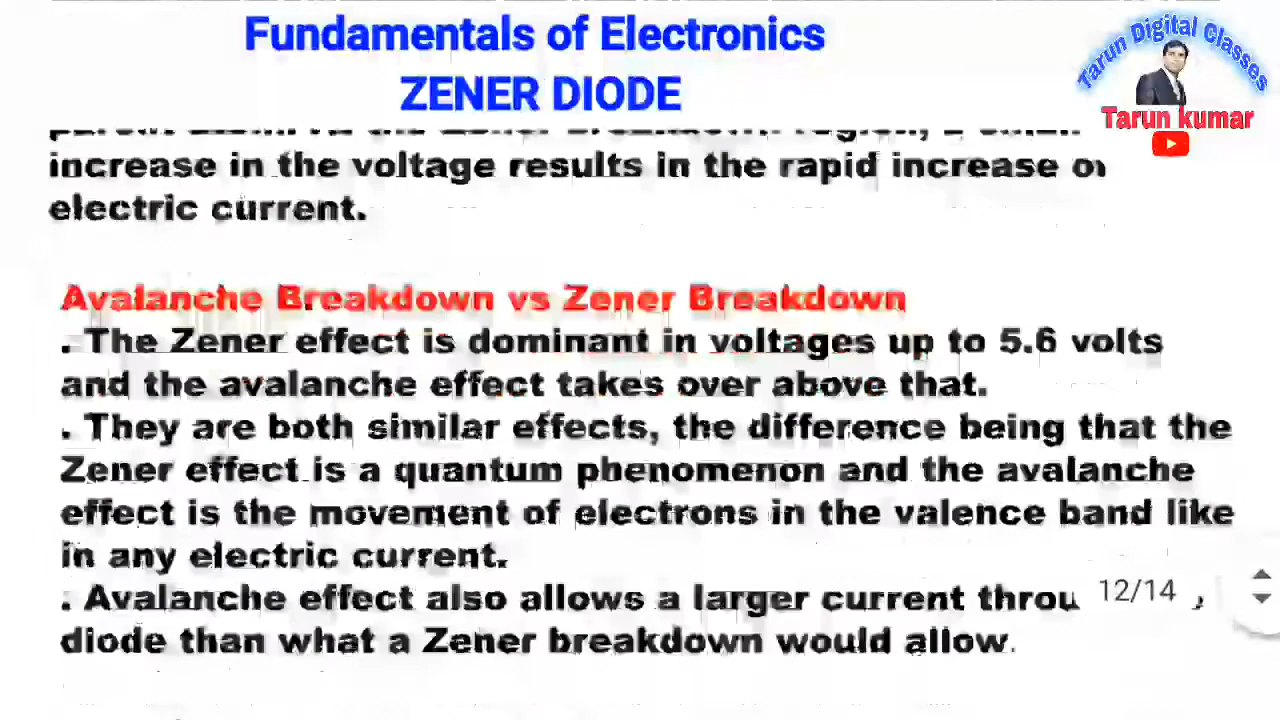 Fundamentals of Electronics
ZENER DIODE
Tarun Digital Classes
Tarun kumar
increase in the voltage results in the rapid increase
electric current.
Avalanche Breakdown vs Zener Breakdown
. The Zener effect is dominant in voltages up to 5.6 volts
and the avalanche effect takes over above that.
. They are both similar effects, the difference being that the
Zener effect is a quantum phenomenon and the avalanche
effect is the movement of electrons in the valence band like
in any electric current.
. Avalanche effect also allows a larger current throu
12/14
diode than what a Zener breakdown would allow.